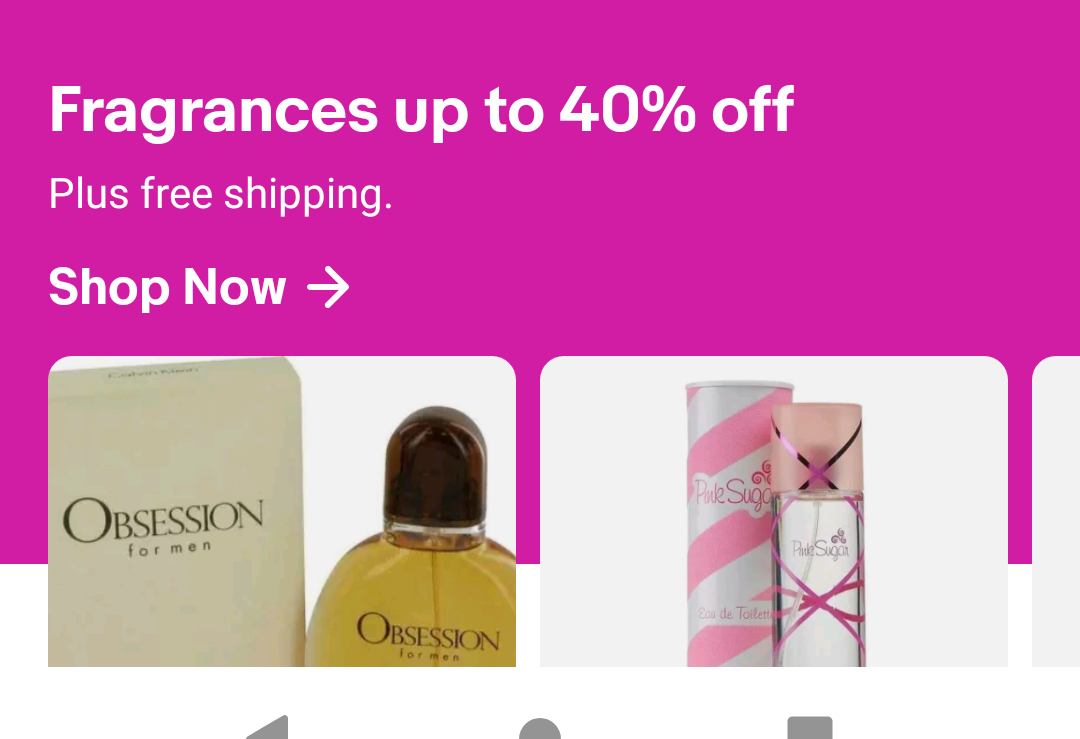 Fragrances up to 40% off
Plus free shipping.
Shop Now
Calvin Klein
OBSESSION
for men
OBSESSION
for men
Pink Sugar
Eau de Toilette
Pink Sugar